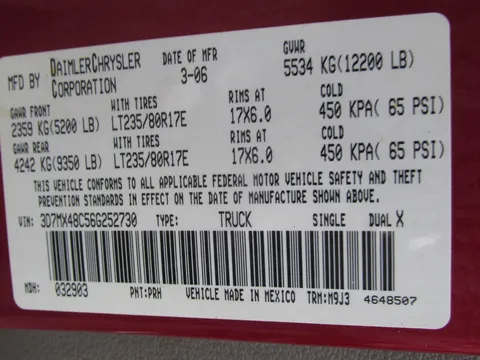 MFD BY DAIMLERCHRYSLER CORPORATION DATE OF MFR 3-06 GVWR 5534 KG(12200 LB)
GAWR FRONT WITH TIRES RIMS AT COLD
2359 KG(5200 LB) LT235/80R17E 17X6.0 450 KPA( 65 PSI)
GAWR REAR WITH TIRES RIMS AT COLD
4242 KG(9350 LB) LT235/80R17E 17X6.0 450 KPA( 65 PSI)
THIS VEHICLE CONFORMS TO ALL APPLICABLE FEDERAL MOTOR VEHICLE SAFETY AND THEFT
PREVENTION STANDARDS IN EFFECT ON THE DATE OF MANUFACTURE SHOWN ABOVE.
VIN: 3D7MX48C56G252730 TYPE: TRUCK SINGLE DUAL X
MDH: 032903 PNT:PRH VEHICLE MADE IN MEXICO TRM:M9J3 4648507